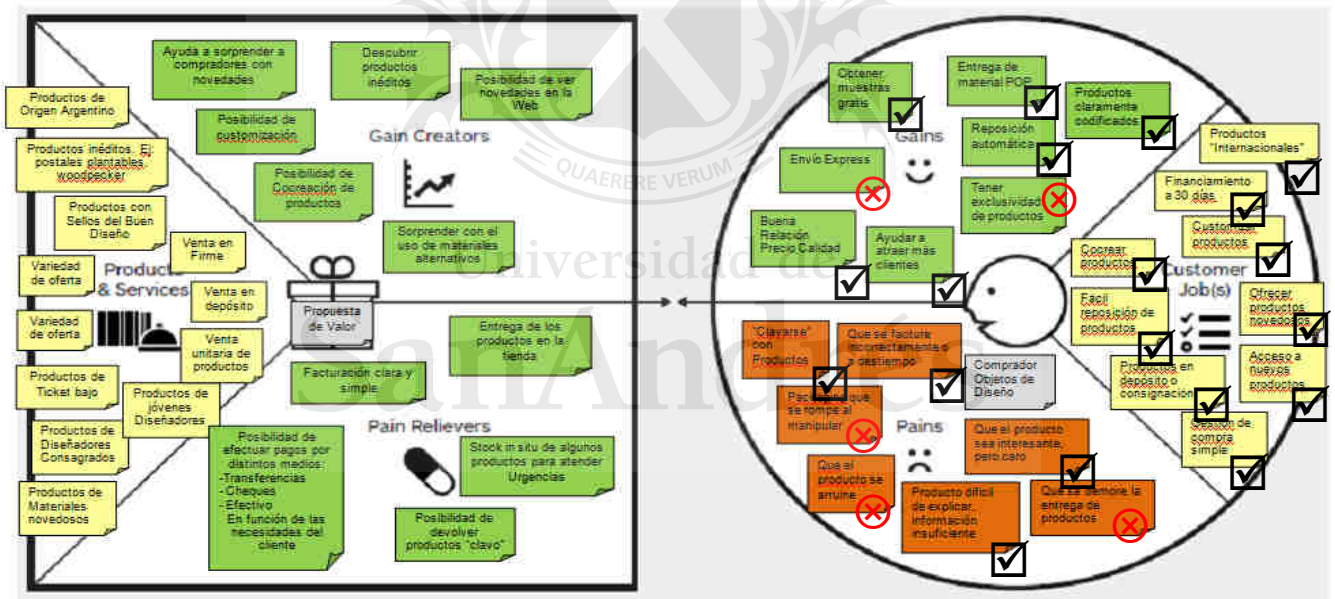 Ayuda a sorprender a
compradores con
novedades
Descubrir
productos
inéditos
Posibilidad de ver
novedades en la
Web
Productos de
Origen Argentino
Posibilidad de
customización
Gain Creators
Productos inéditos. Ej:
postales plantables,
woodpecker
Posibilidad de
Cocreación de
productos
Productos con
Sellos del Buen
Diseño
Sorprender con el
uso de materiales
alternativos
Venta en
Firme
Variedad
de oferta
Products
& Services
Venta en
depósito
Propuesta
de Valor
Variedad
de oferta
Venta
unitaria de
productos
Entrega de los
productos en la
tienda
Productos de
Ticket bajo
Productos de
jóvenes
Diseñadores
Facturación clara y
simple
Productos de
Diseñadores
Consagrados
Pain Relievers
Posibilidad de
efectuar pagos por
distintos medios:
-Transferencias
-Cheques
-Efectivo
En función de las
necesidades del
cliente
Stock in situ de algunos
productos para atender
Urgencias
Productos de
Materiales
novedosos
Posibilidad de
devolver
productos "clavo"
Obtener
muestras
gratis
Entrega de
material POP
Productos
claramente
codificados
Gains
Reposición
automática
Envío Express
Tener
exclusividad
de productos
Buena
Relación
Precio Calidad
Ayudar a
atraer más
clientes
Productos
"Internacionales"
Financiamiento
a 30 días
Customizar
productos
Cocrear
productos
Customer
Job(s)
Fácil
reposición de
productos
Ofrecer
productos
novedosos
Productos en
depósito o
consignación
Acceso a
nuevos
productos
Gestión de
compra
simple
"Clavarse" con
Productos
Que se facture
incorrectamente o
a destiempo
Comprador
Objetos de
Diseño
que
se rompe al
manipular
Pains
Que el producto
sea interesante,
pero caro
Que el
producto se
arruine
Producto difícil
de explicar,
información
insuficiente
Que se demore la
entrega de
productos
QUAERERE VERUM
Universidad de
SanAndrés